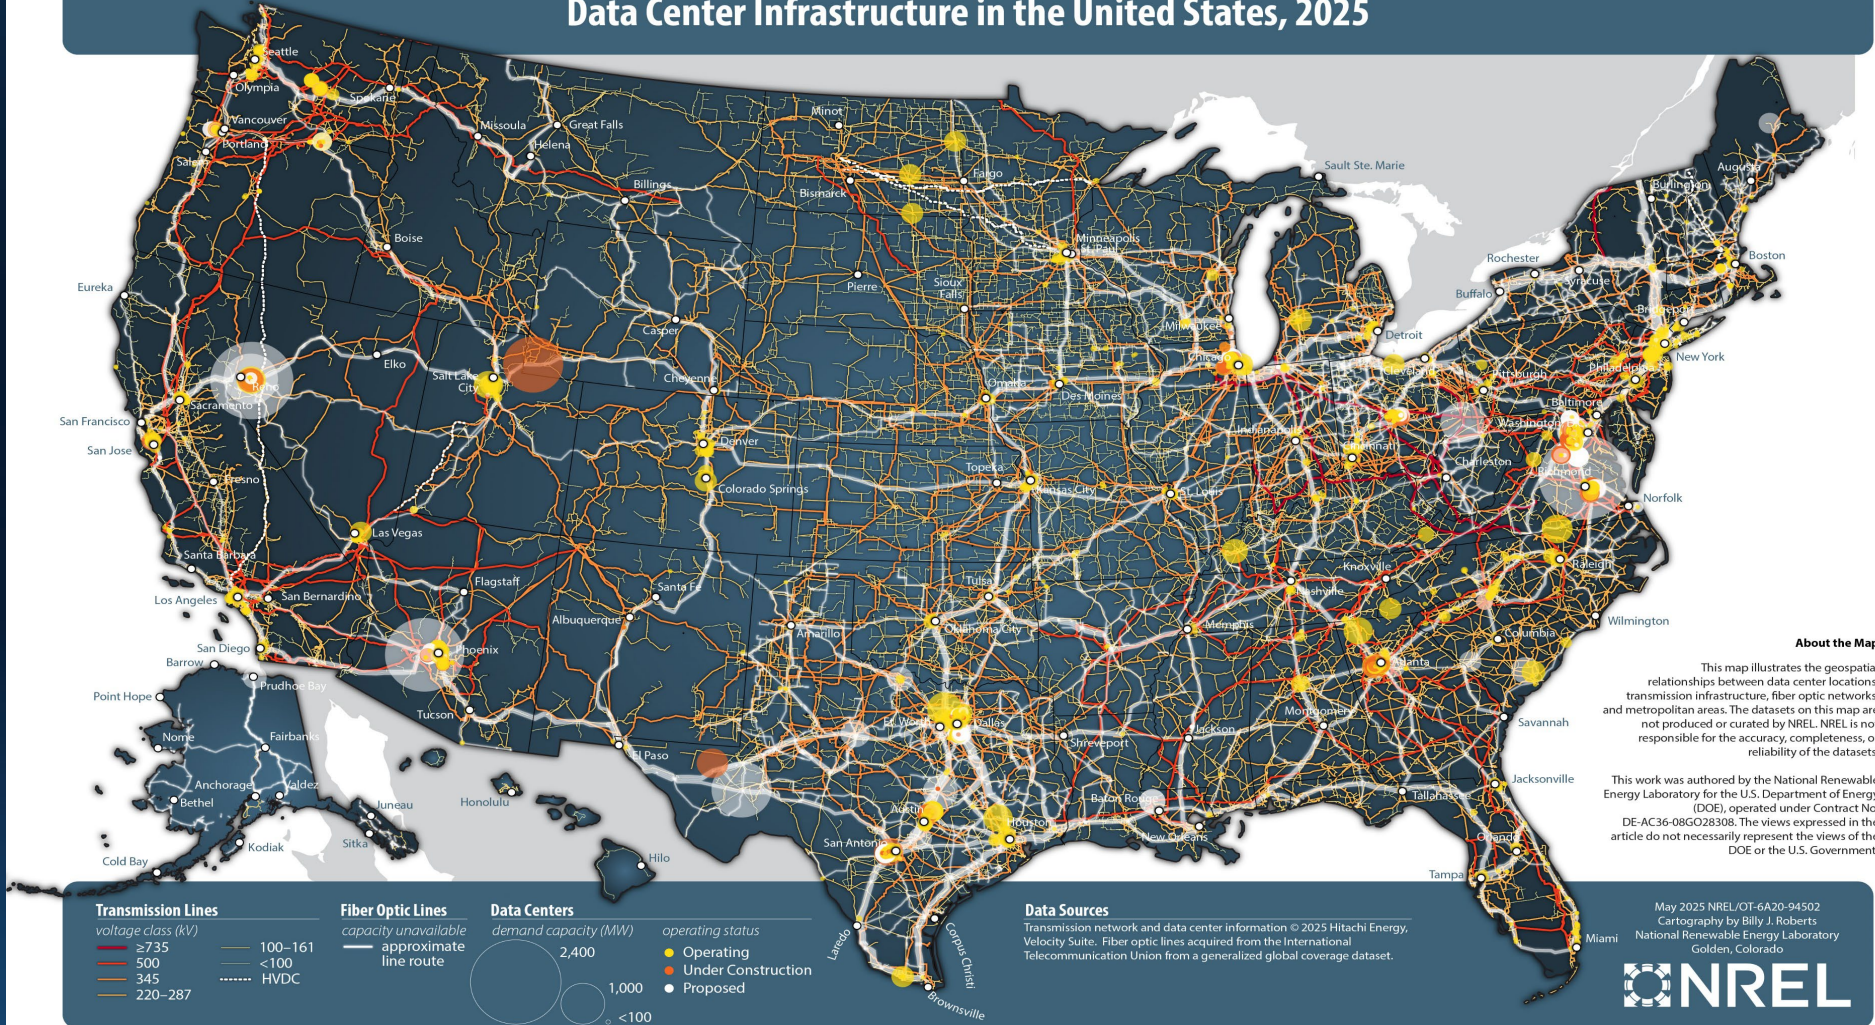 Data Center Infrastructure in the United States, 2025
Seattle
Olympia
Spokane
Vancouver
Portland
Salem
Missoula
Great Falls
Helena
Billings
Boise
Minot
Bismarck
Fargo
Minneapolis
St. Paul
Sault Ste. Marie
Augusta
Burlington
Boston
Rochester
Syracuse
Buffalo
Bridgeport
New York
Eureka
Pierre
Sioux
Falls
Casper
Milwaukee
Detroit
Chicago
Cleveland
Pittsburgh
Philadelphia
Reno
Elko
Salt Lake
City
Cheyenne
Omaha
Des Moines
Baltimore
Washington
Sacramento
San Francisco
San Jose
Denver
Indianapolis
Cincinnati
Charleston
Richmond
Norfolk
Topeka
Kansas City
St. Louis
Colorado Springs
Fresno
Las Vegas
Santa Barbara
Los Angeles
San Bernardino
Flagstaff
Santa Fe
Tulsa
Knoxville
Nashville
Raleigh
Wilmington
Albuquerque
Amarillo
Oklahoma City
Memphis
Columbia
San Diego
Phoenix
Atlanta
Barrow
Prudhoe Bay
Point Hope
Tucson
Ft. Worth
Dallas
Montgomery
Savannah
Nome
Fairbanks
El Paso
Shreveport
Jackson
Anchorage
Valdez
Bethel
Juneau
Honolulu
Austin
Houston
Baton Rouge
New Orleans
Tallahassee
Jacksonville
Cold Bay
Kodiak
Sitka
Hilo
San Antonio
Orlando
Tampa
Laredo
Corpus Christi
Brownsville
Miami
About the Map
This map illustrates the geospatia
relationships between data center locations
transmission infrastructure, fiber optic networks
and metropolitan areas. The datasets on this map are
not produced or curated by NREL. NREL is no
responsible for the accuracy, completeness, o
reliability of the datasets
This work was authored by the National Renewable
Energy Laboratory for the U.S. Department of Energy
(DOE), operated under Contract No
DE-AC36-08GO28308. The views expressed in the
article do not necessarily represent the views of the
DOE or the U.S. Government
Transmission Lines
voltage class (kV)
≥735
500
345
220–287
100–161
<100
HVDC
Fiber Optic Lines
capacity unavailable
approximate
line route
Data Centers
demand capacity (MW)
2,400
1,000
<100
operating status
Operating
Under Construction
Proposed
Data Sources
Transmission network and data center information © 2025 Hitachi Energy,
Velocity Suite. Fiber optic lines acquired from the International
Telecommunication Union from a generalized global coverage dataset.
May 2025 NREL/OT-6A20-94502
Cartography by Billy J. Roberts
National Renewable Energy Laboratory
Golden, Colorado
NREL